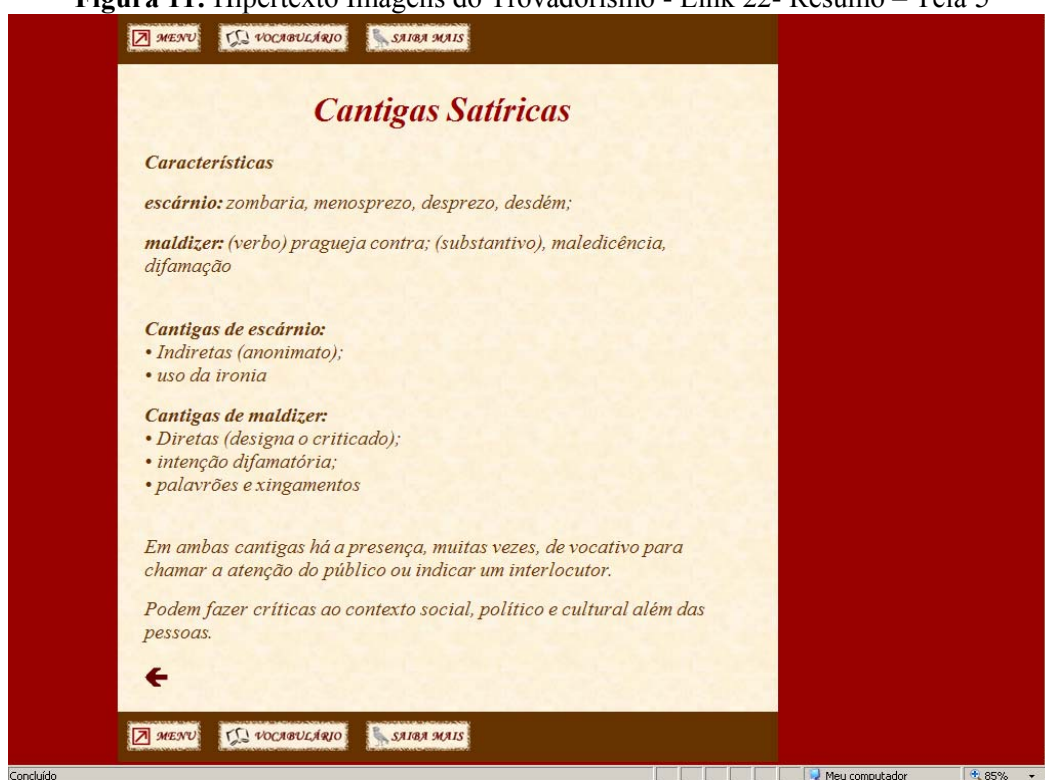 Figura 11: Hipertexto Imagens do Trovadorismo - Link 22- Resumo – Tela 5
MENU VOCABULÁRIO SAIBA MAIS
Cantigas Satíricas
Características
escárnio: zombaria, menosprezo, desprezo, desdém;
maldizer: (verbo) pragueja contra; (substantivo), maledicência,
difamação
Cantigas de escárnio:
• Indiretas (anonimato);
• uso da ironia
Cantigas de maldizer:
• Diretas (designa o criticado);
• intenção difamatória;
• palavrões e xingamentos
Em ambas cantigas há a presença, muitas vezes, de vocativo para
chamar a atenção do público ou indicar um interlocutor.
Podem fazer críticas ao contexto social, político e cultural além das
pessoas.
MENU VOCABULÁRIO SAIBA MAIS
Concluído Meu computador 85%